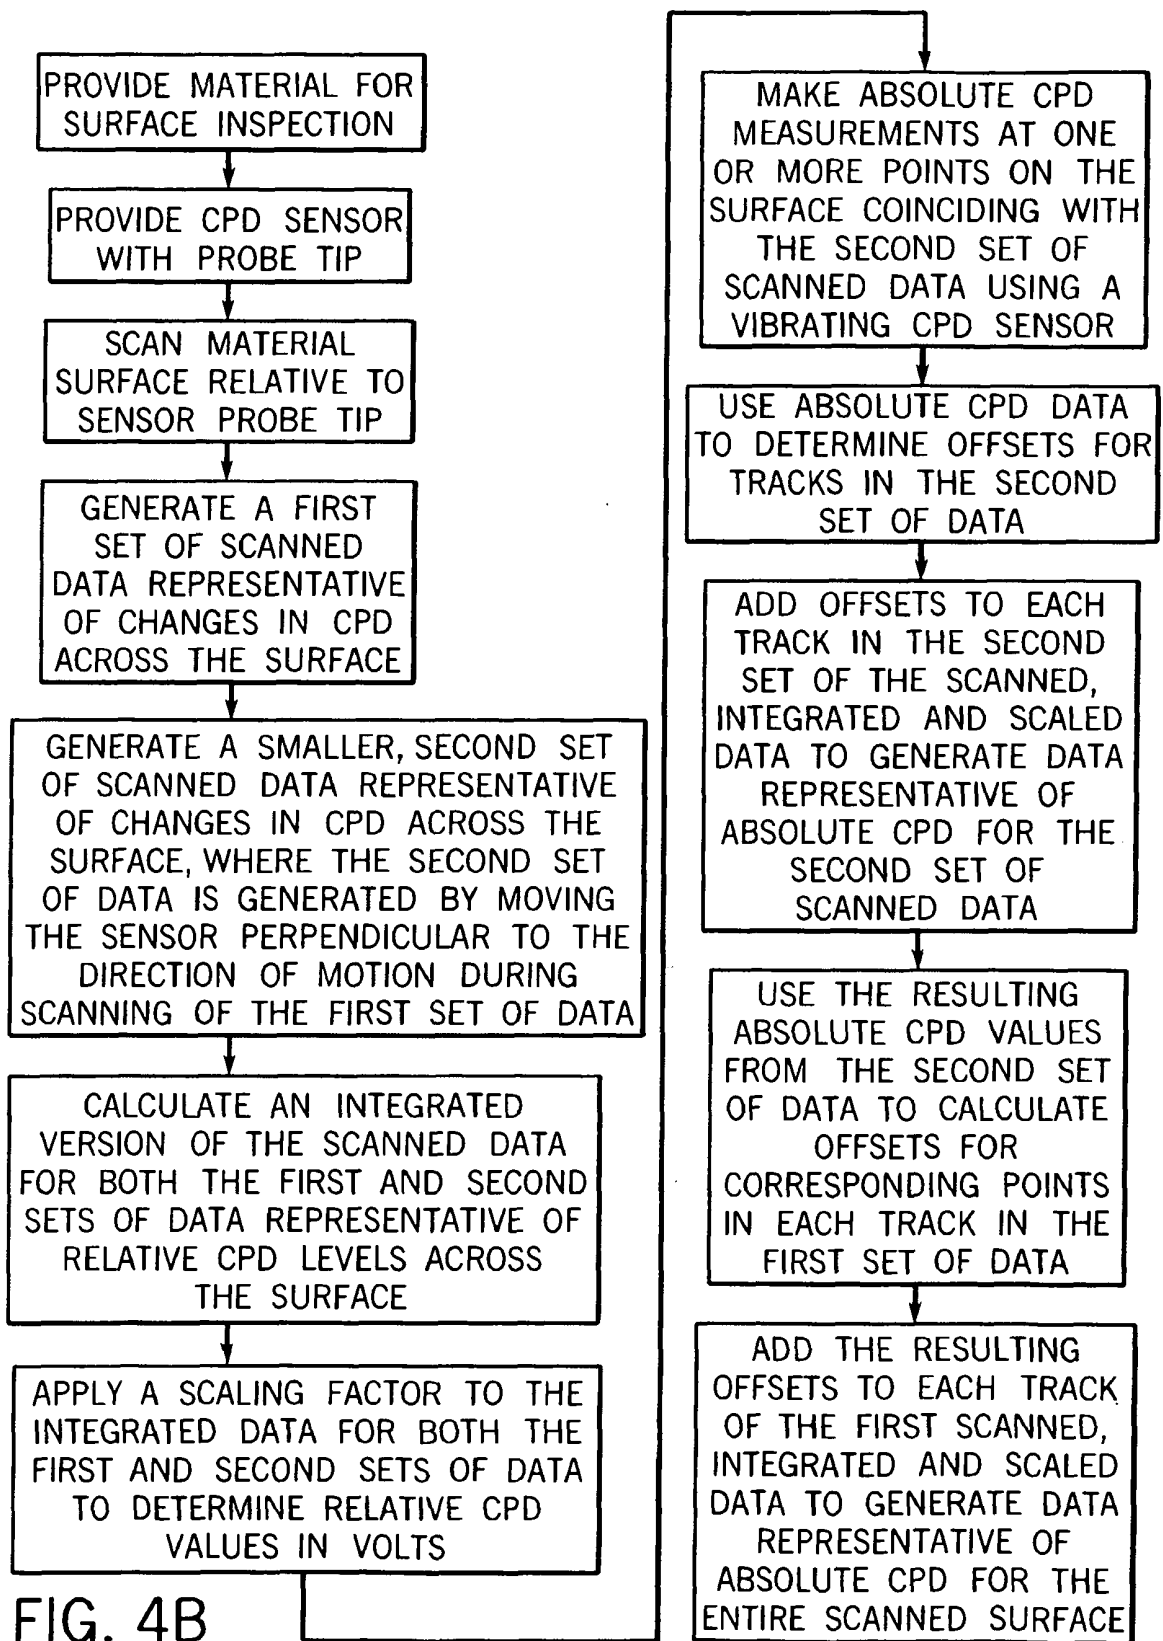 PROVIDE MATERIAL FOR
SURFACE INSPECTION
PROVIDE CPD SENSOR
WITH PROBE TIP
SCAN MATERIAL
SURFACE RELATIVE TO
SENSOR PROBE TIP
GENERATE A FIRST
SET OF SCANNED
DATA REPRESENTATIVE
OF CHANGES IN CPD
ACROSS THE SURFACE
GENERATE A SMALLER, SECOND SET
OF SCANNED DATA REPRESENTATIVE
OF CHANGES IN CPD ACROSS THE
SURFACE, WHERE THE SECOND SET
OF DATA IS GENERATED BY MOVING
THE SENSOR PERPENDICULAR TO THE
DIRECTION OF MOTION DURING
SCANNING OF THE FIRST SET OF DATA
CALCULATE AN INTEGRATED
VERSION OF THE SCANNED DATA
FOR BOTH THE FIRST AND SECOND
SETS OF DATA REPRESENTATIVE OF
RELATIVE CPD LEVELS ACROSS
THE SURFACE
APPLY A SCALING FACTOR TO THE
INTEGRATED DATA FOR BOTH THE
FIRST AND SECOND SETS OF DATA
TO DETERMINE RELATIVE CPD
VALUES IN VOLTS
MAKE ABSOLUTE CPD
MEASUREMENTS AT ONE
OR MORE POINTS ON THE
SURFACE COINCIDING WITH
THE SECOND SET OF
SCANNED DATA USING A
VIBRATING CPD SENSOR
USE ABSOLUTE CPD DATA
TO DETERMINE OFFSETS FOR
TRACKS IN THE SECOND
SET OF DATA
ADD OFFSETS TO EACH
TRACK IN THE SECOND
SET OF THE SCANNED,
INTEGRATED AND SCALED
DATA TO GENERATE DATA
REPRESENTATIVE OF
ABSOLUTE CPD FOR THE
SECOND SET OF
SCANNED DATA
USE THE RESULTING
ABSOLUTE CPD VALUES
FROM THE SECOND SET
OF DATA TO CALCULATE
OFFSETS FOR
CORRESPONDING POINTS
IN EACH TRACK IN THE
FIRST SET OF DATA
ADD THE RESULTING
OFFSETS TO EACH TRACK
OF THE FIRST SCANNED,
INTEGRATED AND SCALED
DATA TO GENERATE DATA
REPRESENTATIVE OF
ABSOLUTE CPD FOR THE
ENTIRE SCANNED SURFACE
FIG. 4B